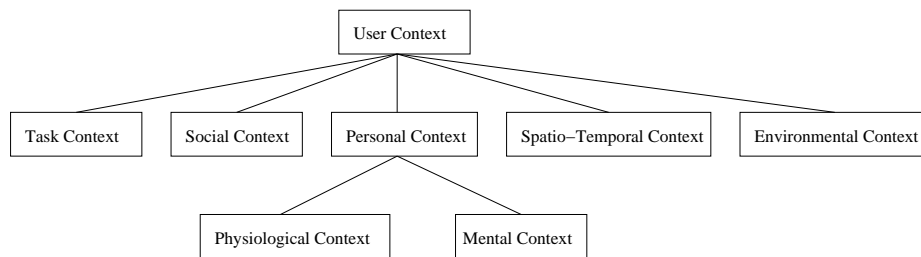 User Context
Task Context
Social Context
Personal Context
Spatio−Temporal Context
Environmental Context
Physiological Context
Mental Context